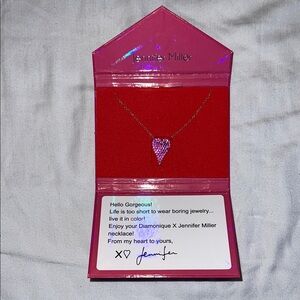 Jennifer Miller
Hello Gorgeous!
Life is too short to wear boring jewelry...
live it in color!
Enjoy your Diamonique X Jennifer Miller
necklace!
From my heart to yours,
X♡ Jennifer